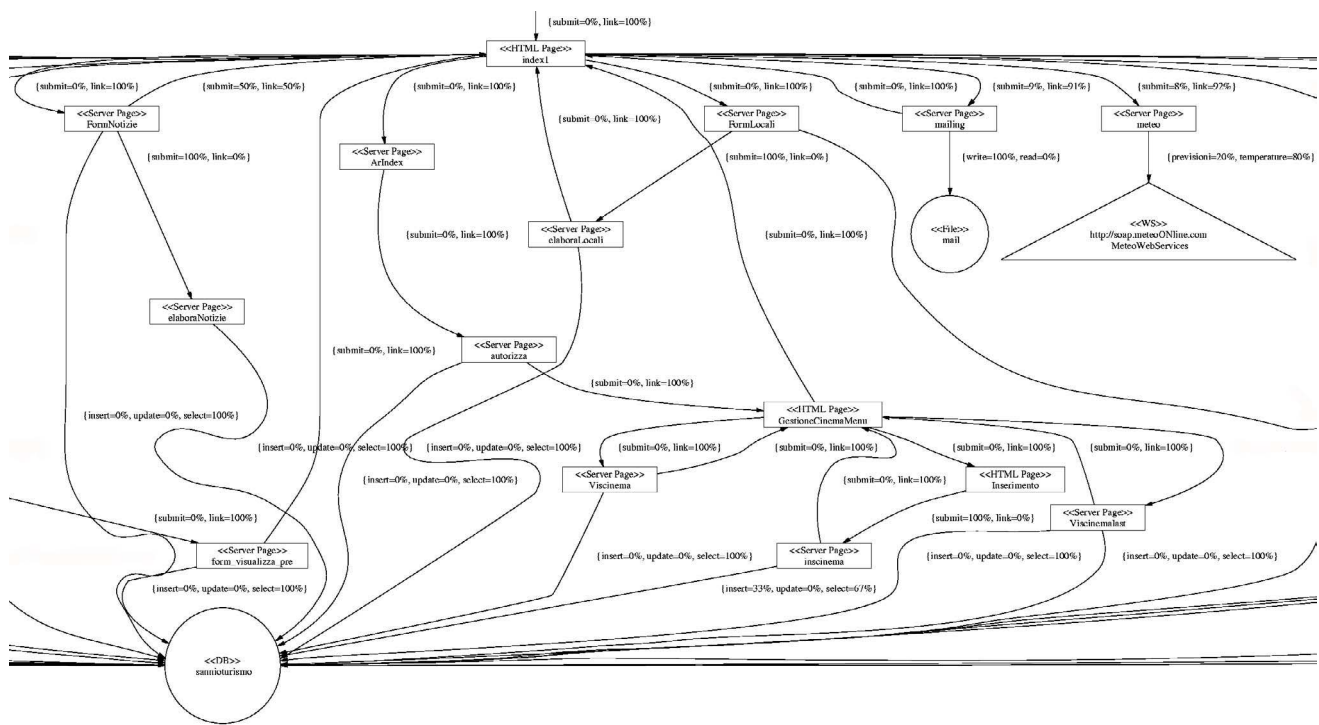 {submit=0%, link=100%}
<<HTML Page>>
index1
{submit=0%, link=100%}
{submit=50%, link=50%}
{submit=0%, link=100%}
{submit=0%, link=100%}
{submit=0%, link=100%}
{submit=9%, link=91%}
{submit=8%, link=92%}
<<Server Page>>
FormNotizie
<<Server Page>>
FormLocali
<<Server Page>>
mailing
<<Server Page>>
meteo
{submit=0%, link=100%}
<<Server Page>>
ArIndex
{submit=100%, link=0%}
{submit=100%, link=0%}
{write=100%, read=0%}
{previsioni=20%, temperature=80%}
<<Server Page>>
elaboraLocali
{submit=0%, link=100%}
{submit=0%, link=100%}
<<File>>
mail
<<WS>>
http://soap.meteoONline.com
MeteoWebServices
<<Server Page>>
elaboraNotizie
{submit=0%, link=100%}
<<Server Page>>
autorizza
{submit=0%, link=100%}
<<HTML Page>>
GestioneCinemaMenu
{insert=0%, update=0%, select=100%}
{insert=0%, update=0%, select=100%}
{insert=0%, update=0%, select=100%}
{submit=0%, link=100%}
{submit=0%, link=100%}
{submit=0%, link=100%}
{submit=0%, link=100%}
{insert=0%, update=0%, select=100%}
<<Server Page>>
Viscinema
{submit=0%, link=100%}
<<HTML Page>>
Inserimento
{submit=0%, link=100%}
{submit=100%, link=0%}
<<Server Page>>
Viscinemalast
<<Server Page>>
form_visualizza_pre
{insert=0%, update=0%, select=100%}
<<Server Page>>
inscinema
{insert=0%, update=0%, select=100%}
{insert=0%, update=0%, select=100%}
{insert=0%, update=0%, select=100%}
{insert=33%, update=0%, select=67%}
<<DB>>
sannioturismo